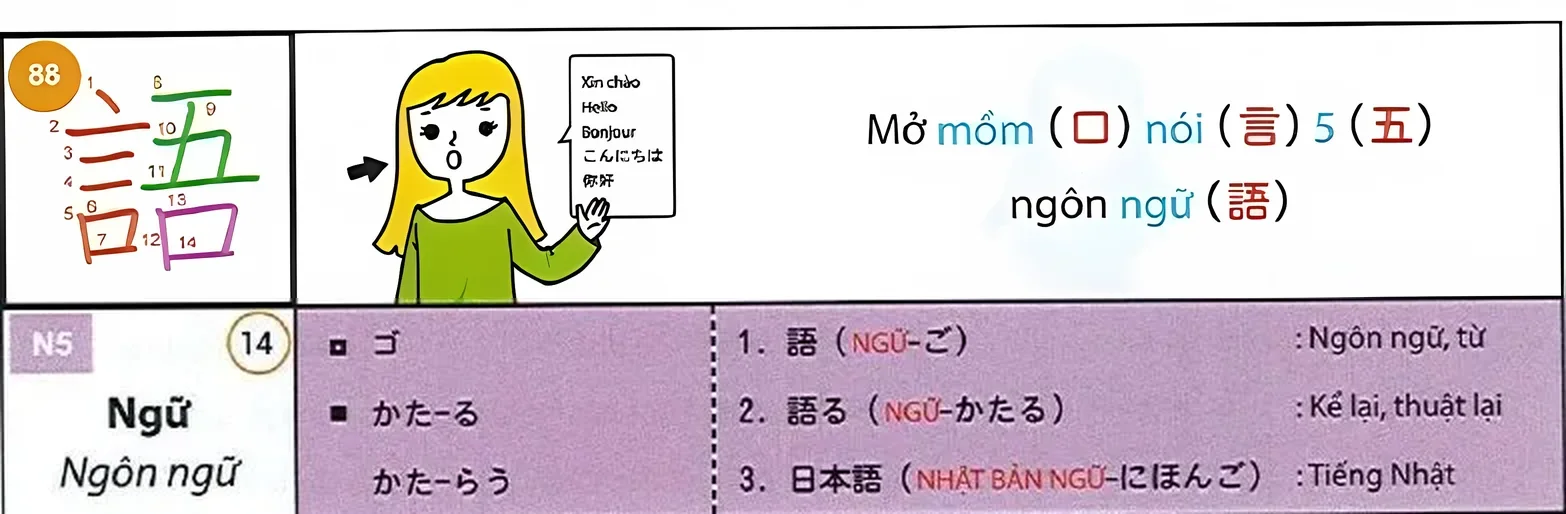 88
1
2
3
4
5 6
7
8
9
10
11
12 13
14
言五口
Xin chào
Hello
Bonjour
こんにちは
你好
Mở mồm (口) nói (言) 5 (五)
ngôn ngữ (語)
N5
14
Ngữ
Ngôn ngữ
ゴ
かた-る
かた-らう
1. 語 (NGỮ-ご) : Ngôn ngữ, từ
2. 語る (NGỮ-かたる) : Kể lại, thuật lại
3. 日本語 (NHẬT BẢN NGỮ-にほんご) : Tiếng Nhật